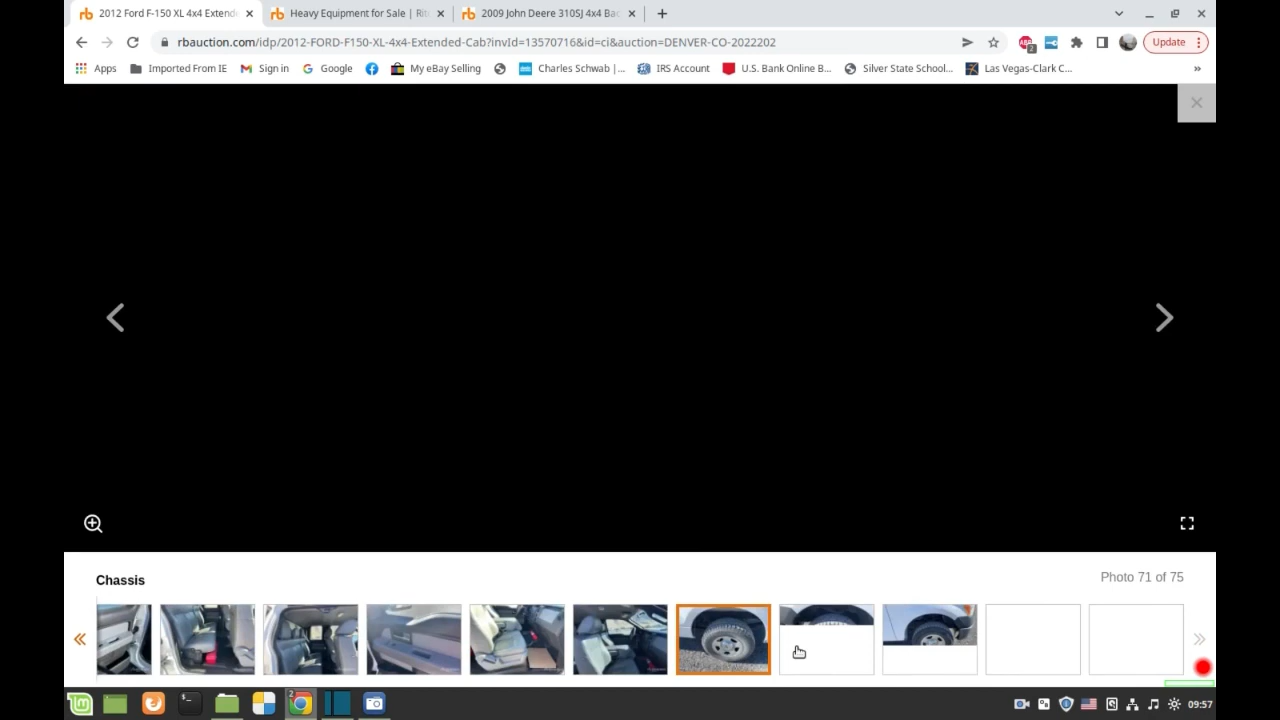 2012 Ford F-150 XL 4x4 Extend
Heavy Equipment for Sale | Rit
2009 John Deere 310SJ 4x4 Bac
rbauction.com/idp/2012-FORD-F150-XL-4x4-Extended-Cab?invId=13570716&id=ci&auction=DENVER-CO-2022202
2
Update
Apps
Imported From IE
Sign in
Google
My eBay Selling
Charles Schwab |...
IRS Account
U.S. Bank Online B...
Silver State School...
Las Vegas-Clark C...
»
Chassis
Photo 71 of 75
2
09:57